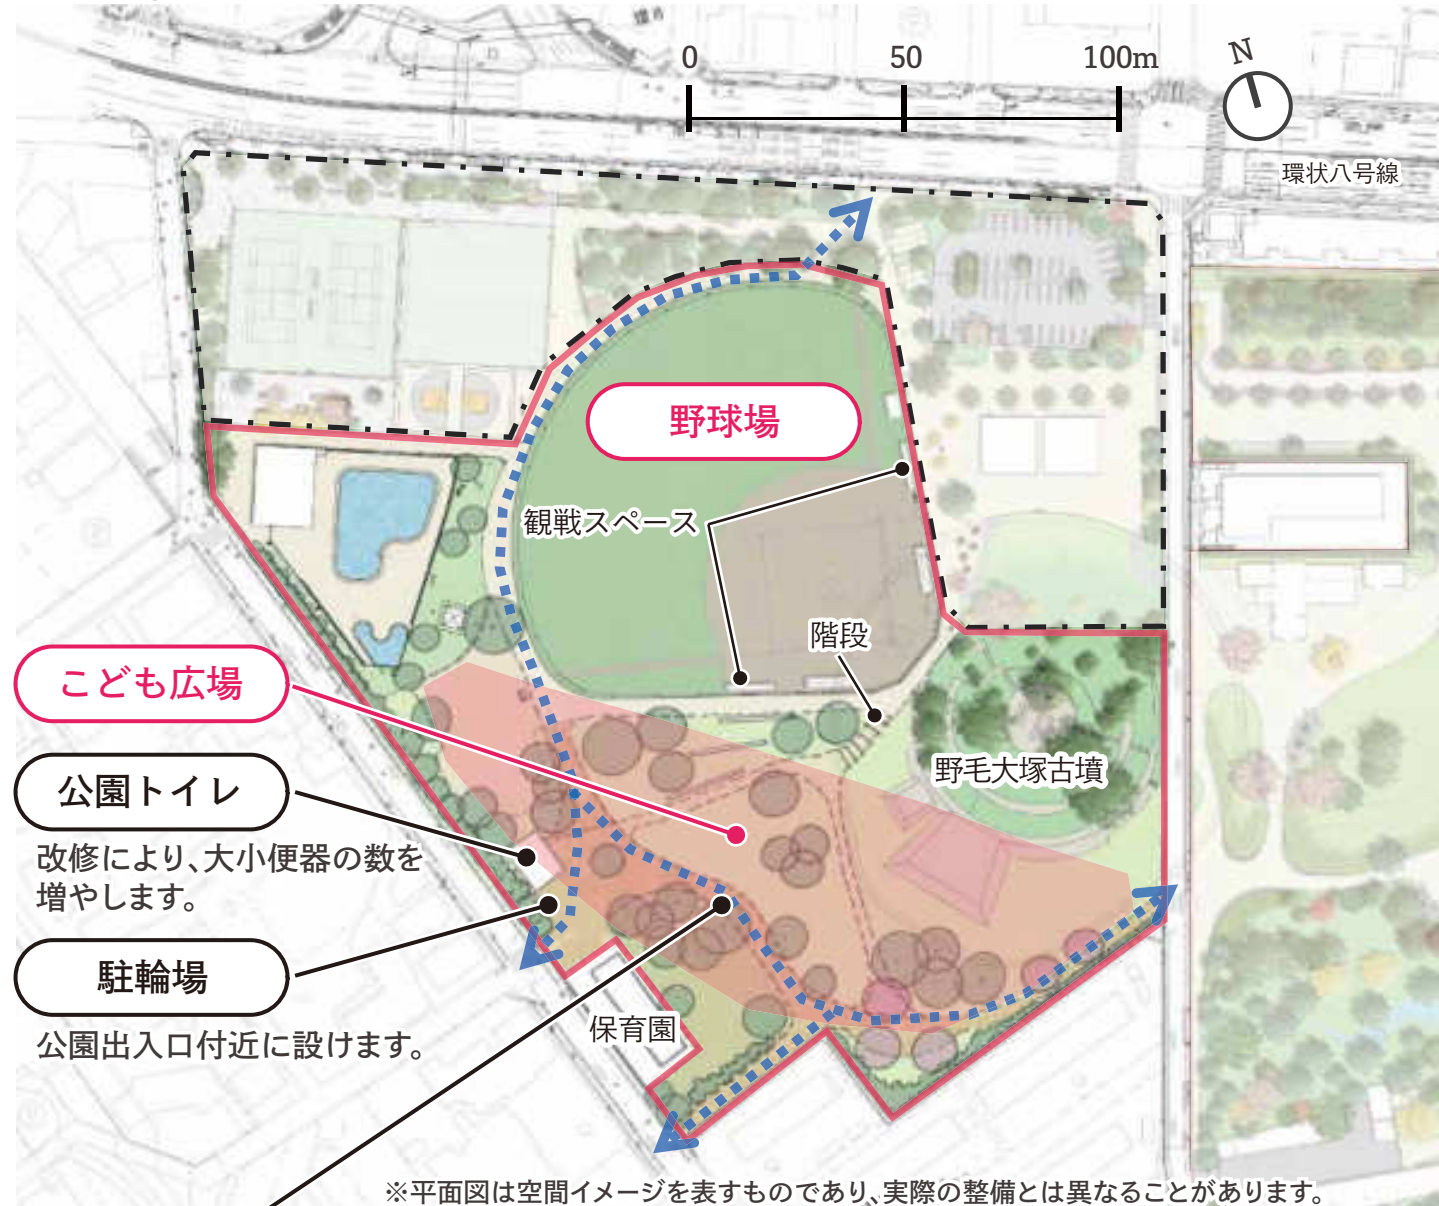 0 50 100m
N
環状八号線
野球場
観戦スペース
階段
こども広場
野毛大塚古墳
公園トイレ
改修により、大小便器の数を
増やします。
駐輪場
公園出入口付近に設けます。
保育園
※平面図は空間イメージを表すものであり、実際の整備とは異なることがあります。